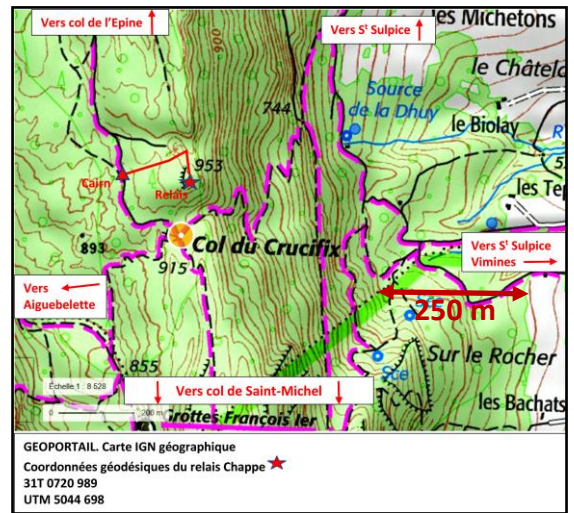 Vers col de l'Epine
Vers Sᵗ Sulpice
les Michetons
le Châtel
Source
de la Dhuy
le Biolay
R
744
900
953
Cairn
Relais
les Te
893
Col du Crucifix
915
Vers Sᵗ Sulpice
Vimines
Vers
Aiguebelette
250 m
Sur le Rocher
Sce
855
Échelle 1 : 8 528
0 200 m
Vers col de Saint-Michel
les Bachats
Grottes François Ier
GEOPORTAIL. Carte IGN géographique
Coordonnées géodésiques du relais Chappe
31T 0720 989
UTM 5044 698